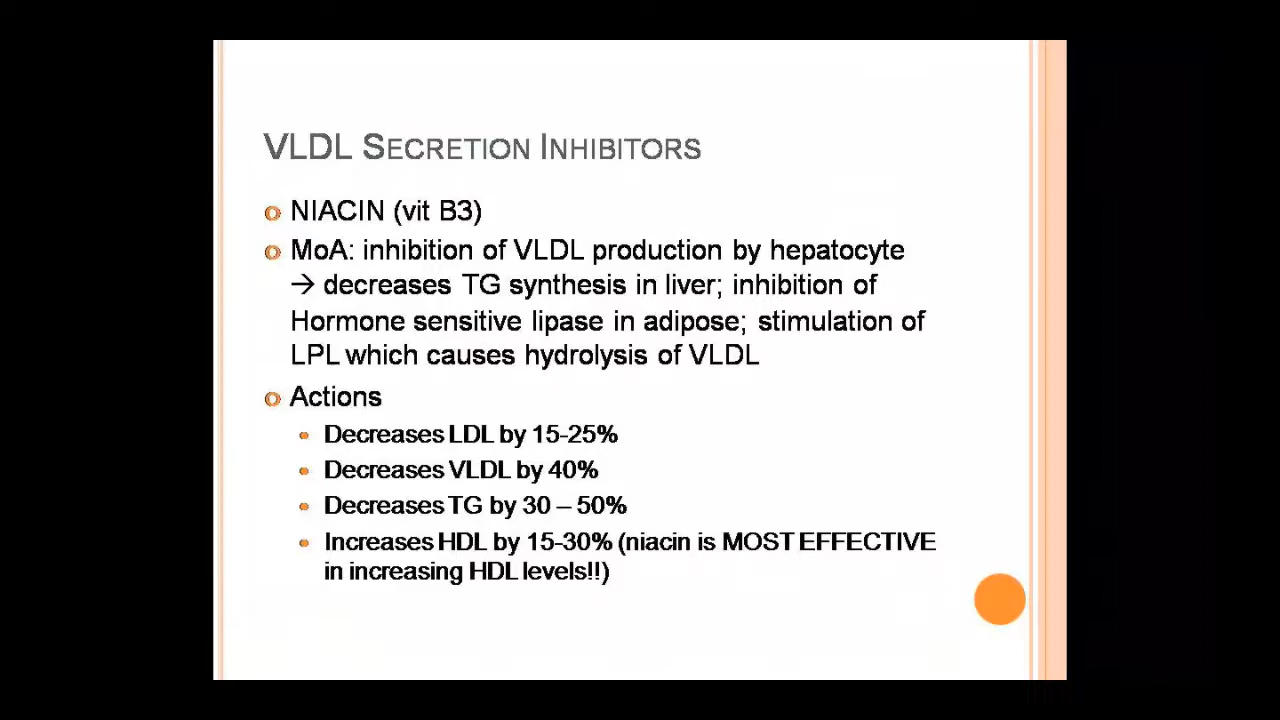 VLDL SECRETION INHIBITORS
NIACIN (vit B3)
MoA: inhibition of VLDL production by hepatocyte
→ decreases TG synthesis in liver; inhibition of
Hormone sensitive lipase in adipose; stimulation of
LPL which causes hydrolysis of VLDL
Actions
Decreases LDL by 15-25%
Decreases VLDL by 40%
Decreases TG by 30 – 50%
Increases HDL by 15-30% (niacin is MOST EFFECTIVE
in increasing HDL levels!!)